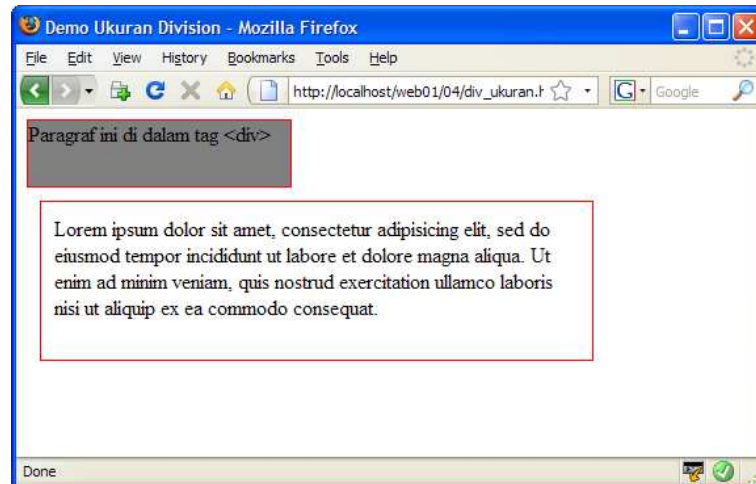 Demo Ukuran Division - Mozilla Firefox
File Edit View History Bookmarks Tools Help
http://localhost/web01/04/div_ukuran.h G Google
Paragraf ini di dalam tag <div>
Lorem ipsum dolor sit amet, consectetur adipisicing elit, sed do
eiusmod tempor incididunt ut labore et dolore magna aliqua. Ut
enim ad minim veniam, quis nostrud exercitation ullamco laboris
nisi ut aliquip ex ea commodo consequat.
Done